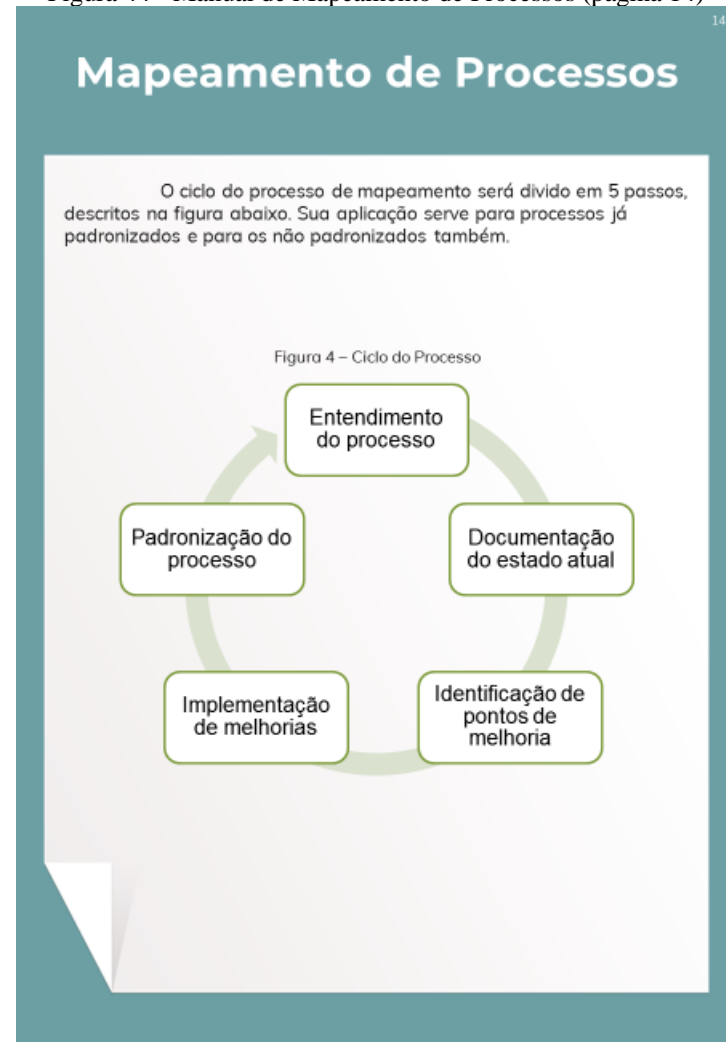 14
Mapeamento de Processos
O ciclo do processo de mapeamento será divido em 5 passos,
descritos na figura abaixo. Sua aplicação serve para processos já
padronizados e para os não padronizados também.
Figura 4 – Ciclo do Processo
Entendimento
do processo
Documentação
do estado atual
Identificação de
pontos de
melhoria
Implementação
de melhorias
Padronização do
processo